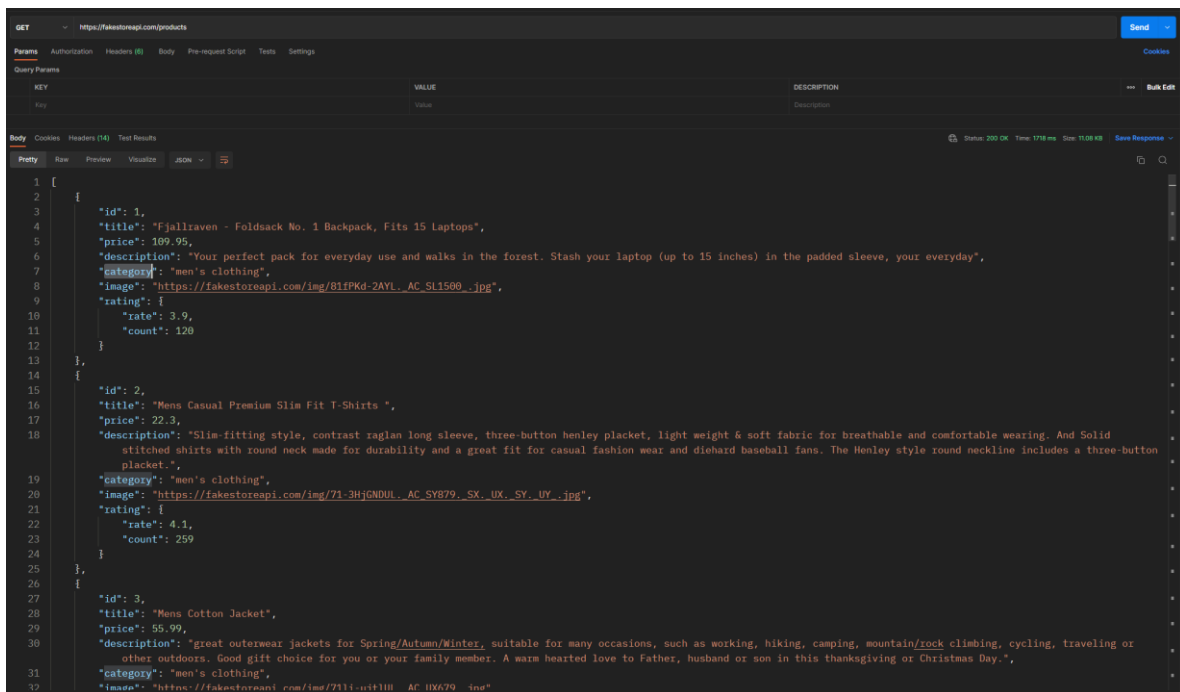 GET https://fakestoreapi.com/products Send
Params Authorization Headers (6) Body Pre-request Script Tests Settings Cookies
Query Params
KEY VALUE DESCRIPTION Bulk Edit
Key Value Description
Body Cookies Headers (14) Test Results Status: 200 OK Time: 1718 ms Size: 11.08 KB Save Response
Pretty Raw Preview Visualize JSON
1 [
2 {
3 "id": 1,
4 "title": "Fjallraven - Foldsack No. 1 Backpack, Fits 15 Laptops",
5 "price": 109.95,
6 "description": "Your perfect pack for everyday use and walks in the forest. Stash your laptop (up to 15 inches) in the padded sleeve, your everyday",
7 "category": "men's clothing",
8 "image": "https://fakestoreapi.com/img/81fPKd-2AYL._AC_SL1500_.jpg",
9 "rating": {
10 "rate": 3.9,
11 "count": 120
12 }
13 },
14 {
15 "id": 2,
16 "title": "Mens Casual Premium Slim Fit T-Shirts ",
17 "price": 22.3,
18 "description": "Slim-fitting style, contrast raglan long sleeve, three-button henley placket, light weight & soft fabric for breathable and comfortable wearing. And Solid
stitched shirts with round neck made for durability and a great fit for casual fashion wear and diehard baseball fans. The Henley style round neckline includes a three-button
placket.",
19 "category": "men's clothing",
20 "image": "https://fakestoreapi.com/img/71-3HjGNDUL._AC_SY879._SX._UX._SY._UY_.jpg",
21 "rating": {
22 "rate": 4.1,
23 "count": 259
24 }
25 },
26 {
27 "id": 3,
28 "title": "Mens Cotton Jacket",
29 "price": 55.99,
30 "description": "great outerwear jackets for Spring/Autumn/Winter, suitable for many occasions, such as working, hiking, camping, mountain/rock climbing, cycling, traveling or
other outdoors. Good gift choice for you or your family member. A warm hearted love to Father, husband or son in this thanksgiving or Christmas Day.",
31 "category": "men's clothing",
32 "image": "https://fakestoreapi.com/img/71li-ujtlUL._AC_UX679_.jpg"